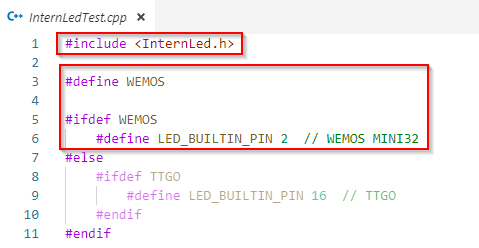 InternLedTest.cpp
1 #include <InternLed.h>
2
3 #define WEMOS
4
5 #ifdef WEMOS
6     #define LED_BUILTIN_PIN 2  // WEMOS MINI32
7 #else
8     #ifdef TTGO
9         #define LED_BUILTIN_PIN 16  // TTGO
10     #endif
11 #endif